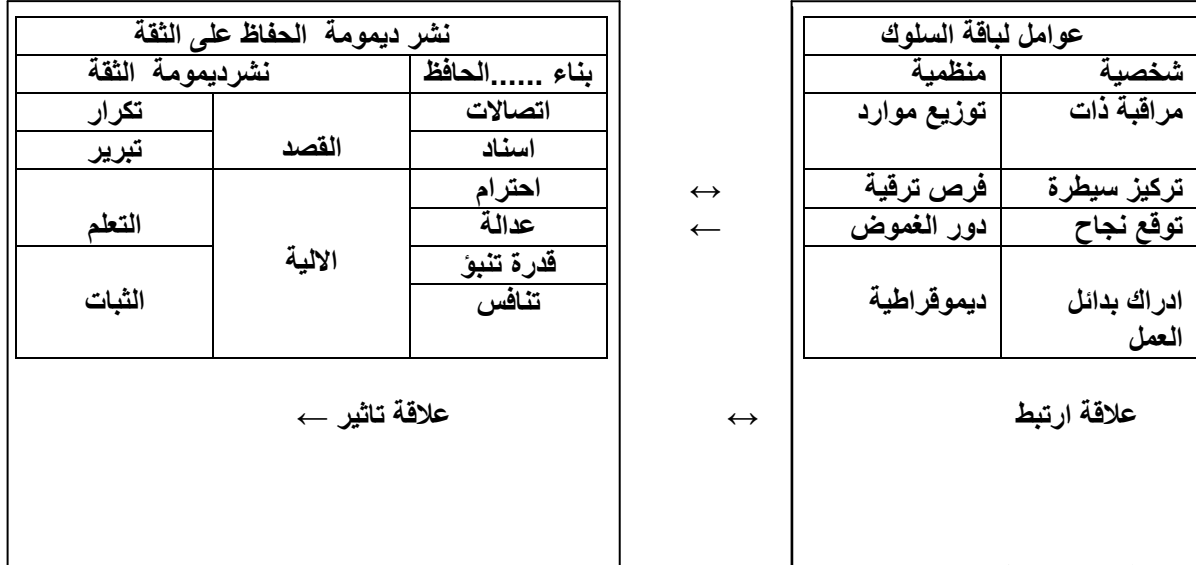 عوامل لباقة السلوك
شخصية منظمية
مراقبة ذات توزيع موارد
تركيز سيطرة فرص ترقية
توقع نجاح دور الغموض
ادراك بدائل ديموقراطية
العمل
↔
←
نشر ديمومة الحفاظ على الثقة
بناء ......الحافظ نشرديمومة الثقة
اتصالات تكرار
اسناد القصد تبرير
احترام
عدالة التعلم
الالية
قدرة تنبؤ
تنافس الثبات
علاقة ارتبط ↔ علاقة تاثير ←